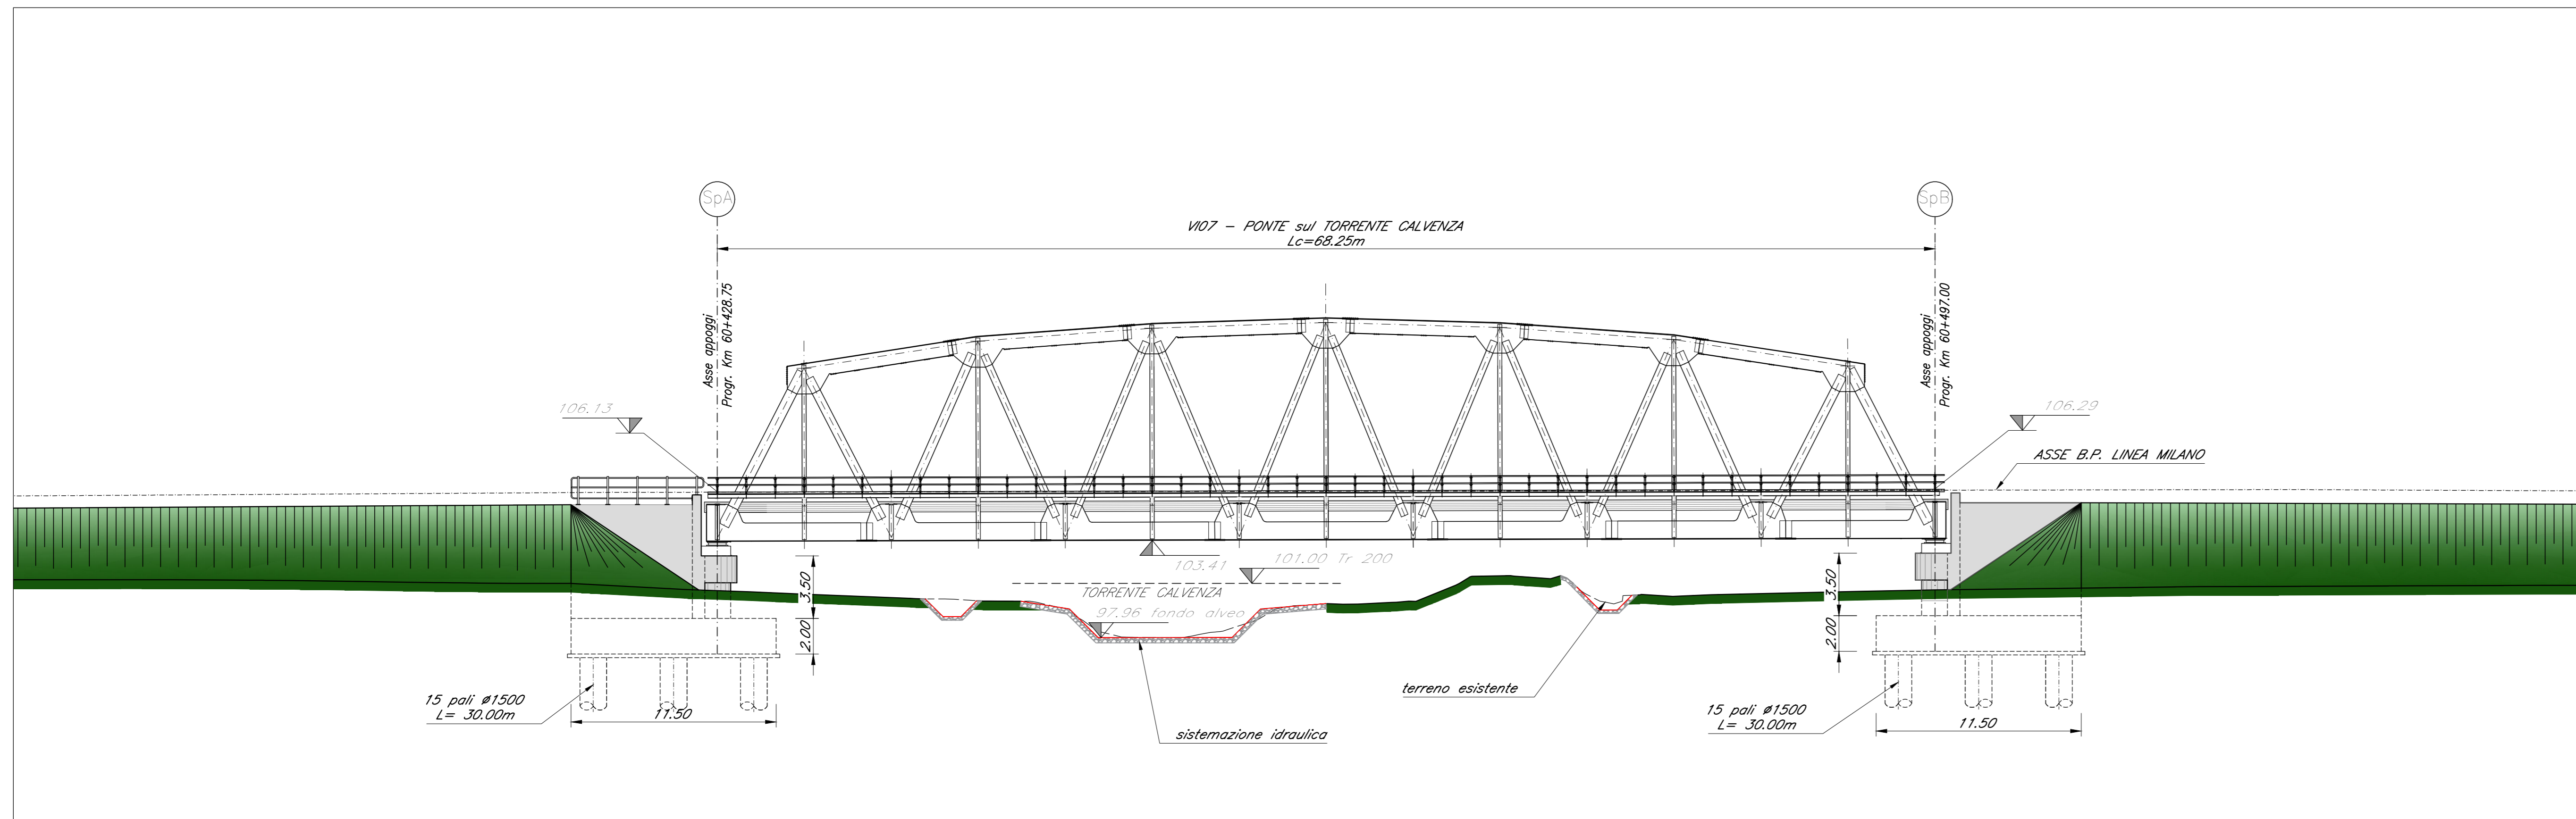 SpA
SpB
VI07 – PONTE sul TORRENTE CALVENZA
Lc=68.25m
Asse appoggi
Progr. Km 60+428.75
Asse appoggi
Progr. Km 60+497.00
106.13
106.29
ASSE B.P. LINEA MILANO
103.41
101.00 Tr 200
TORRENTE CALVENZA
97.96 fondo alveo
3.50
2.00
3.50
2.00
15 pali ø1500
L= 30.00m
11.50
sistemazione idraulica
terreno esistente
15 pali ø1500
L= 30.00m
11.50